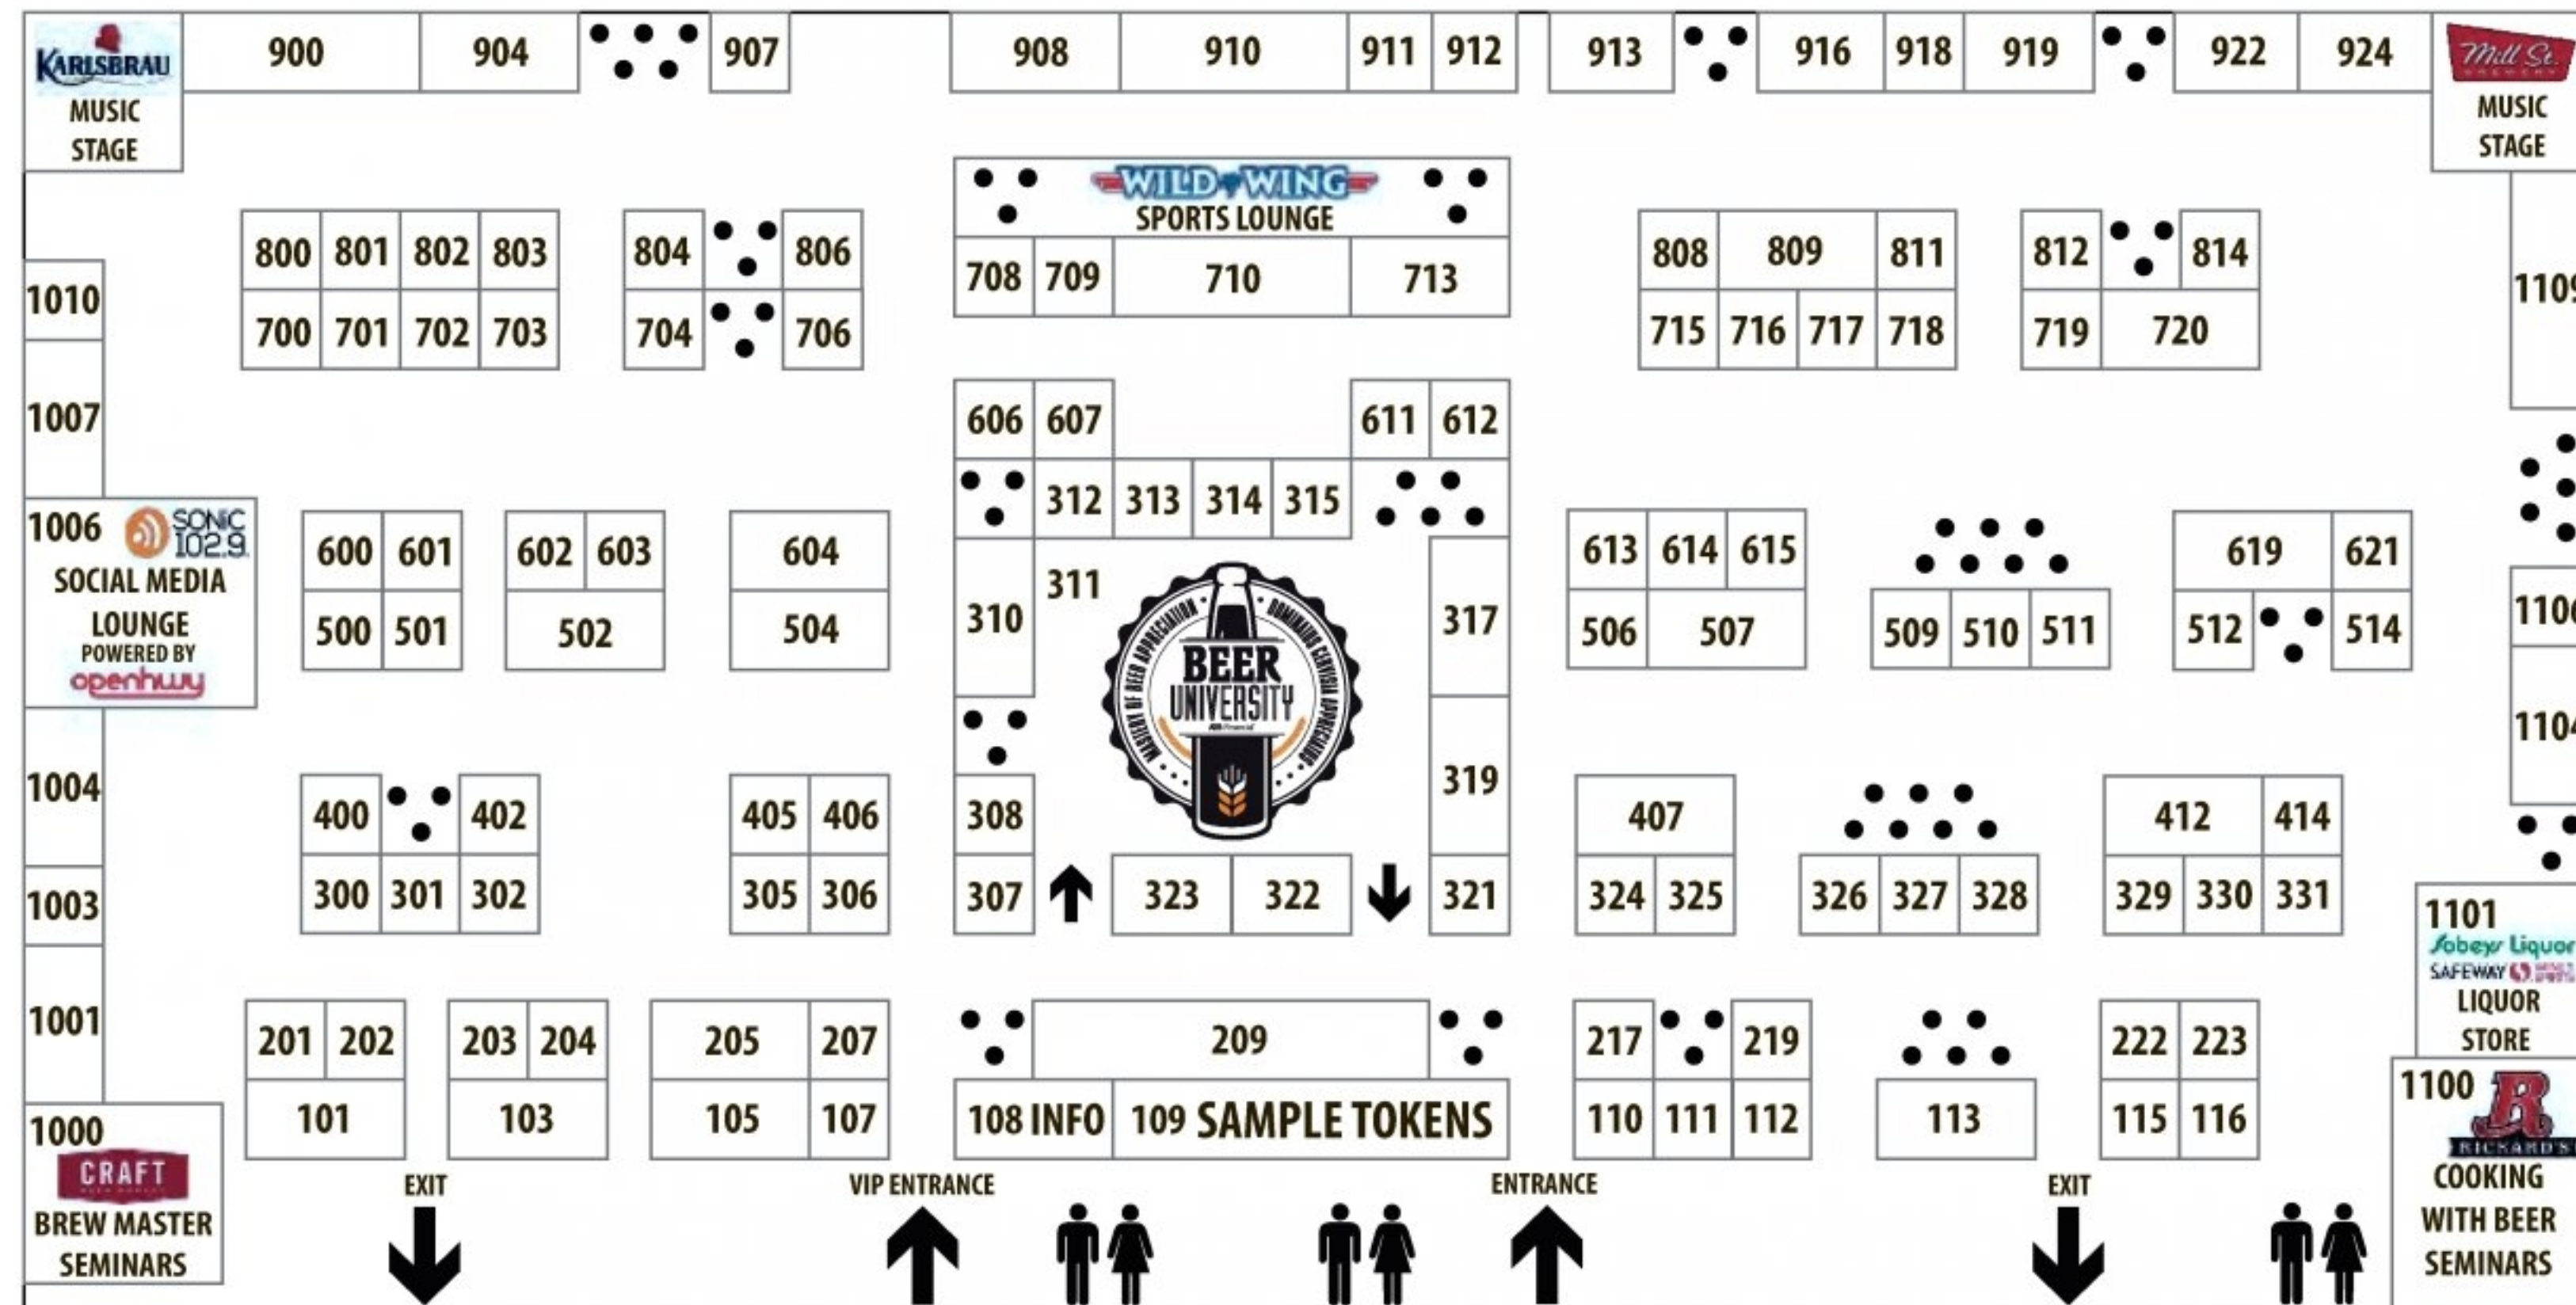 KARLSBRAU
MUSIC
STAGE
900 904 907 908 910 911 912 913 916 918 919 922 924
Mill St.
BREWERY
MUSIC
STAGE
WILD WING
SPORTS LOUNGE
800 801 802 803 804 806
708 709 710 713
808 809 811 812 814
700 701 702 703 704 706
715 716 717 718 719 720
1010
1007
1109
606 607 611 612
312 313 314 315
1006
SONiC
102.9
SOCIAL MEDIA
LOUNGE
POWERED BY
openhwy
600 601 602 603 604
500 501 502 504
310 311 317
MASTERY OF BEER APPRECIATION
BEER
UNIVERSITY
319
613 614 615 619 621
506 507 509 510 511 512 514
1004
1003
1001
400 402 405 406 308
300 301 302 305 306 307 323 322 321
407 412 414
324 325 326 327 328 329 330 331
1101
Sobeys Liquor
SAFEWAY
LIQUOR
STORE
201 202 203 204 205 207 209 217 219 222 223
101 103 105 107 108 INFO 109 SAMPLE TOKENS 110 111 112 113 115 116
1000
CRAFT
BREW MASTER
SEMINARS
EXIT
VIP ENTRANCE
ENTRANCE
EXIT
1100
R
RICKARD'S
COOKING
WITH BEER
SEMINARS